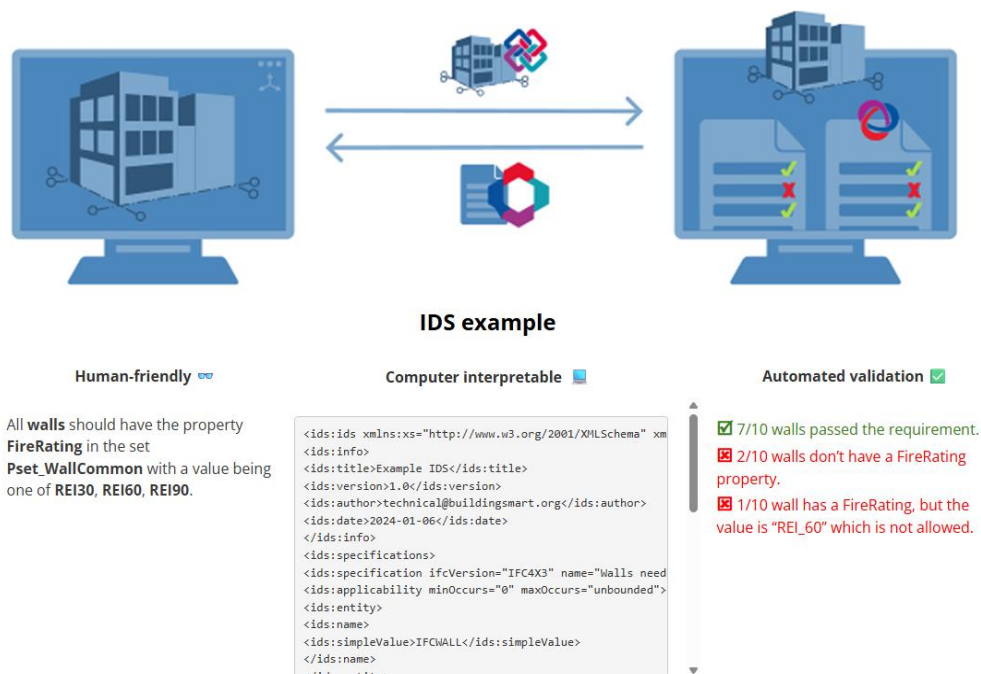 IDS example
Human-friendly 👓
All walls should have the property
FireRating in the set
Pset_WallCommon with a value being
one of REI30, REI60, REI90.
Computer interpretable 💻
<ids:ids xmlns:xs="http://www.w3.org/2001/XMLSchema" xm
<ids:info>
<ids:title>Example IDS</ids:title>
<ids:version>1.0</ids:version>
<ids:author>technical@buildingsmart.org</ids:author>
<ids:date>2024-01-06</ids:date>
</ids:info>
<ids:specifications>
<ids:specification ifcVersion="IFC4X3" name="Walls need
<ids:applicability minOccurs="0" maxOccurs="unbounded">
<ids:entity>
<ids:name>
<ids:simpleValue>IFCWALL</ids:simpleValue>
</ids:name>
Automated validation ✅
7/10 walls passed the requirement.
2/10 walls don't have a FireRating
property.
1/10 wall has a FireRating, but the
value is “REI_60” which is not allowed.